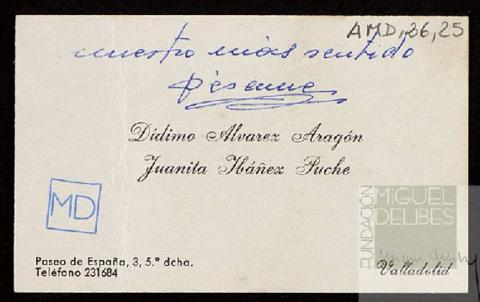 AMD, 36, 25
nuestro más sentido
pésame
Dídimo Alvarez Aragón
Juanita Ibáñez Puche
MD
FUNDACIÓN
MIGUEL
DELIBES
Paseo de España, 3, 5.º dcha.
Teléfono 231684
Valladolid